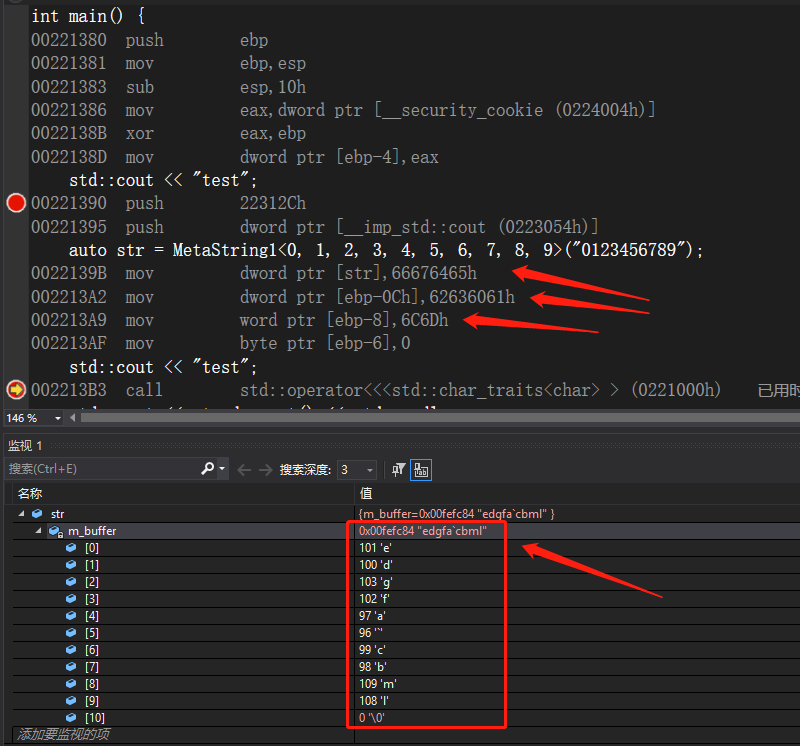 int main() {
00221380 push ebp
00221381 mov ebp,esp
00221383 sub esp,10h
00221386 mov eax,dword ptr [__security_cookie (0224004h)]
0022138B xor eax,ebp
0022138D mov dword ptr [ebp-4],eax
std::cout << "test";
00221390 push 22312Ch
00221395 push dword ptr [__imp_std::cout (0223054h)]
auto str = MetaString1<0, 1, 2, 3, 4, 5, 6, 7, 8, 9>("0123456789");
0022139B mov dword ptr [str],66676465h
002213A2 mov dword ptr [ebp-0Ch],62636061h
002213A9 mov word ptr [ebp-8],6C6Dh
002213AF mov byte ptr [ebp-6],0
std::cout << "test";
002213B3 call std::operator<<<std::char_traits<char> > (0221000h) 已用时
146 %
监视 1
搜索(Ctrl+E) 搜索深度: 3
名称 值
str {m_buffer=0x00fefc84 "edgfa`cbml" }
m_buffer 0x00fefc84 "edgfa`cbml"
[0] 101 'e'
[1] 100 'd'
[2] 103 'g'
[3] 102 'f'
[4] 97 'a'
[5] 96 '`'
[6] 99 'c'
[7] 98 'b'
[8] 109 'm'
[9] 108 'l'
[10] 0 '\0'
添加要监视的项